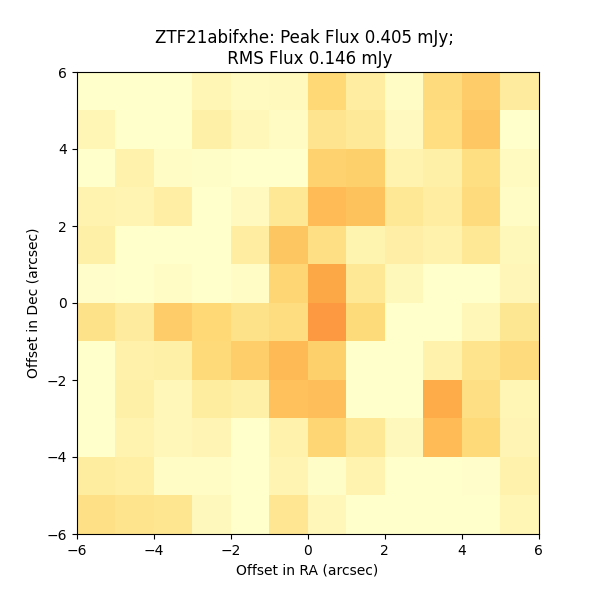 ZTF21abifxhe: Peak Flux 0.405 mJy;
RMS Flux 0.146 mJy
6
4
2
0
−2
−4
−6
Offset in Dec (arcsec)
−6 −4 −2 0 2 4 6
Offset in RA (arcsec)